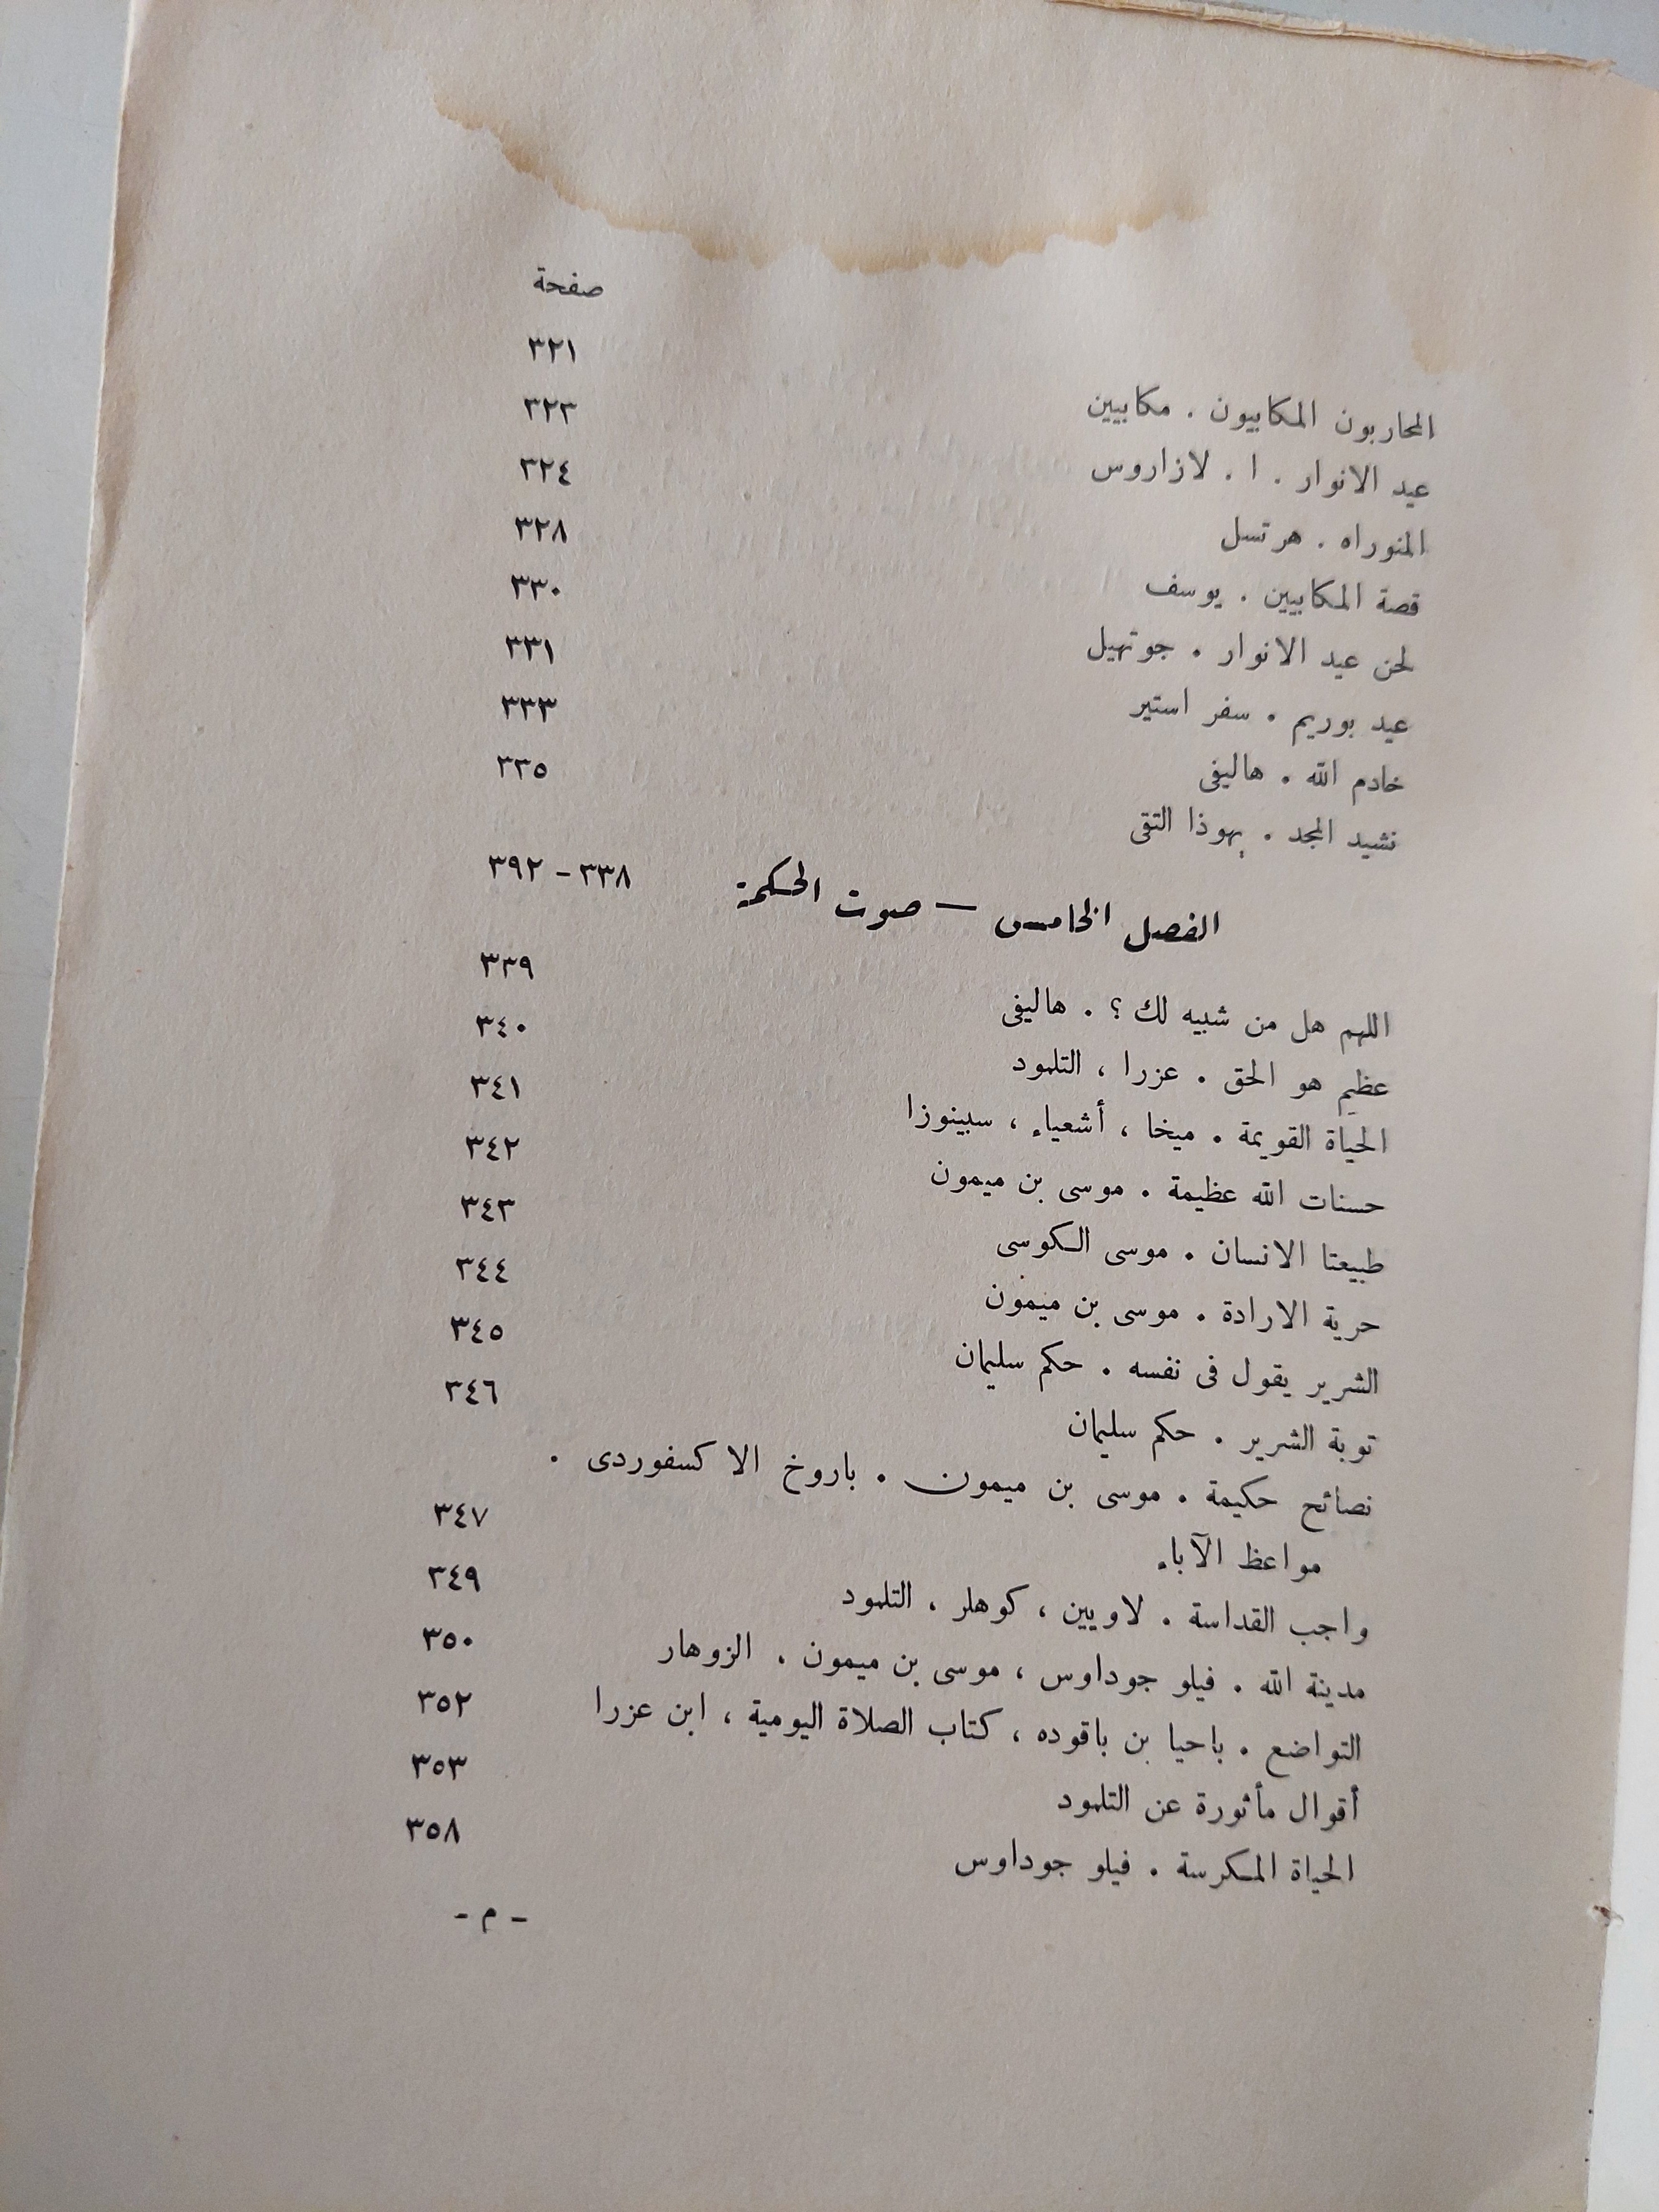 صفحة
المحاربون المكابيون . مكابيين ٣٢١
عيد الانوار . ا . لازاروس ٣٢٣
المنوراه . هرتسل ٣٢٤
قصة المكابيين . يوسف ٣٢٨
لحن عيد الانوار . جوتهيل ٣٣٠
عيد بوريم . سفر استير ٣٣١
خادم الله . هاليفى ٣٣٣
نشيد المجد . يهوذا التقى ٣٣٥
الفصل الخامس — صوت الحكمة ٣٣٨ - ٣٩٢
اللهم هل من شبيه لك ؟ . هاليفى ٣٣٩
عظيم هو الحق . عزرا ، التلمود ٣٤٠
الحياة القويمة . ميخا ، أشعياء ، سبينوزا ٣٤١
حسنات الله عظيمة . موسى بن ميمون ٣٤٢
طبيعتا الانسان . موسى الكوسى ٣٤٣
حرية الارادة . موسى بن ميمون ٣٤٤
الشرير يقول فى نفسه . حكم سليمان ٣٤٥
توبة الشرير . حكم سليمان ٣٤٦
نصائح حكيمة . موسى بن ميمون . باروخ الاكسفوردى .
مواعظ الآباء ٣٤٧
واجب القداسة . لاويين ، كوهلر ، التلمود ٣٤٩
مدينة الله . فيلو جوداوس ، موسى بن ميمون . الزوهار ٣٥٠
التواضع . باحيا بن باقوده ، كتاب الصلاة اليومية ، ابن عزرا ٣٥٢
أقوال مأثورة عن التلمود ٣٥٣
الحياة المكرسة . فيلو جوداوس ٣٥٨
- م -